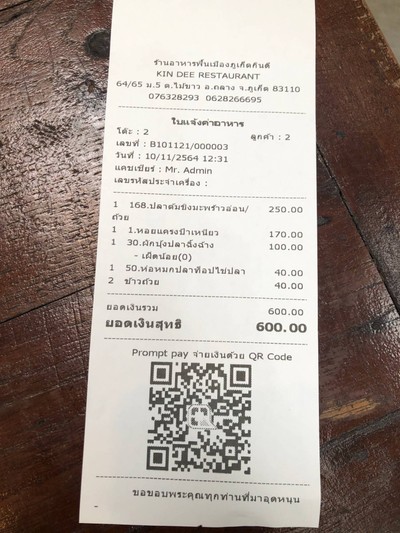 ร้านอาหารพื้นเมืองภูเก็ตกินดี
KIN DEE RESTAURANT
64/65 ม.5 ต.ไม้ขาว อ.ถลาง จ.ภูเก็ต 83110
076328293 0628266695
ใบแจ้งค่าอาหาร
โต๊ะ : 2 ลูกค้า : 2
เลขที่ : B101121/000003
วันที่ : 10/11/2564 12:31
แคชเชียร์ : Mr. Admin
เลขรหัสประจำเครื่อง :
1 168.ปลาต้มขิงมะพร้าวอ่อน/ 250.00
ถ้วย
1 1.หอยแครงป้าเหนียว 170.00
1 30.ผักบุ้งปลาฉิ้งฉ้าง 100.00
- เผ็ดน้อย(0)
1 50.ห่อหมกปลาท๊อปไข่ปลา 40.00
2 ข้าวถ้วย 40.00
ยอดเงินรวม 600.00
ยอดเงินสุทธิ 600.00
Prompt pay จ่ายเงินด้วย QR Code
ขอขอบพระคุณทุกท่านที่มาอุดหนุน
-